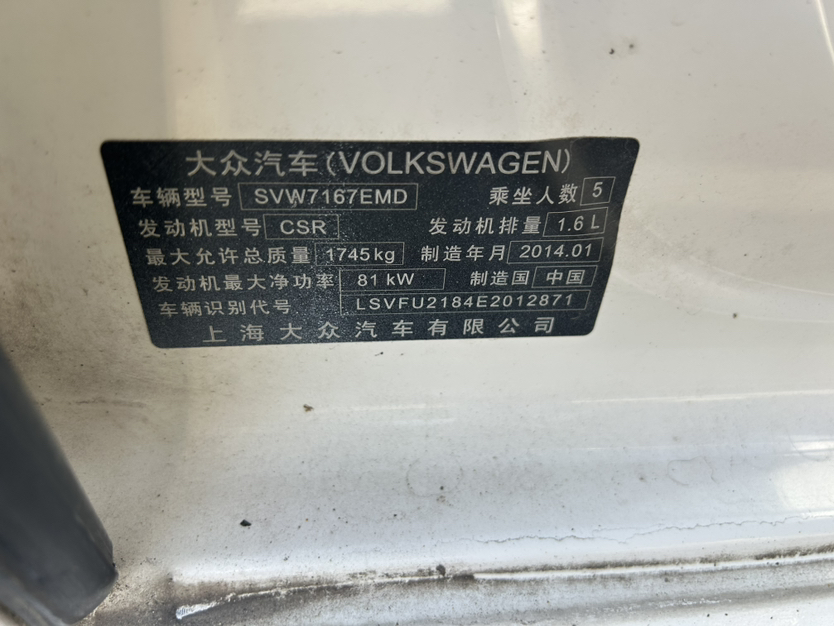 大众汽车(VOLKSWAGEN)
车辆型号 SVW7167EMD 乘坐人数 5
发动机型号 CSR 发动机排量 1.6 L
最大允许总质量 1745kg 制造年月 2014.01
发动机最大净功率 81 kW 制造国 中国
车辆识别代号 LSVFU2184E2012871
上海大众汽车有限公司